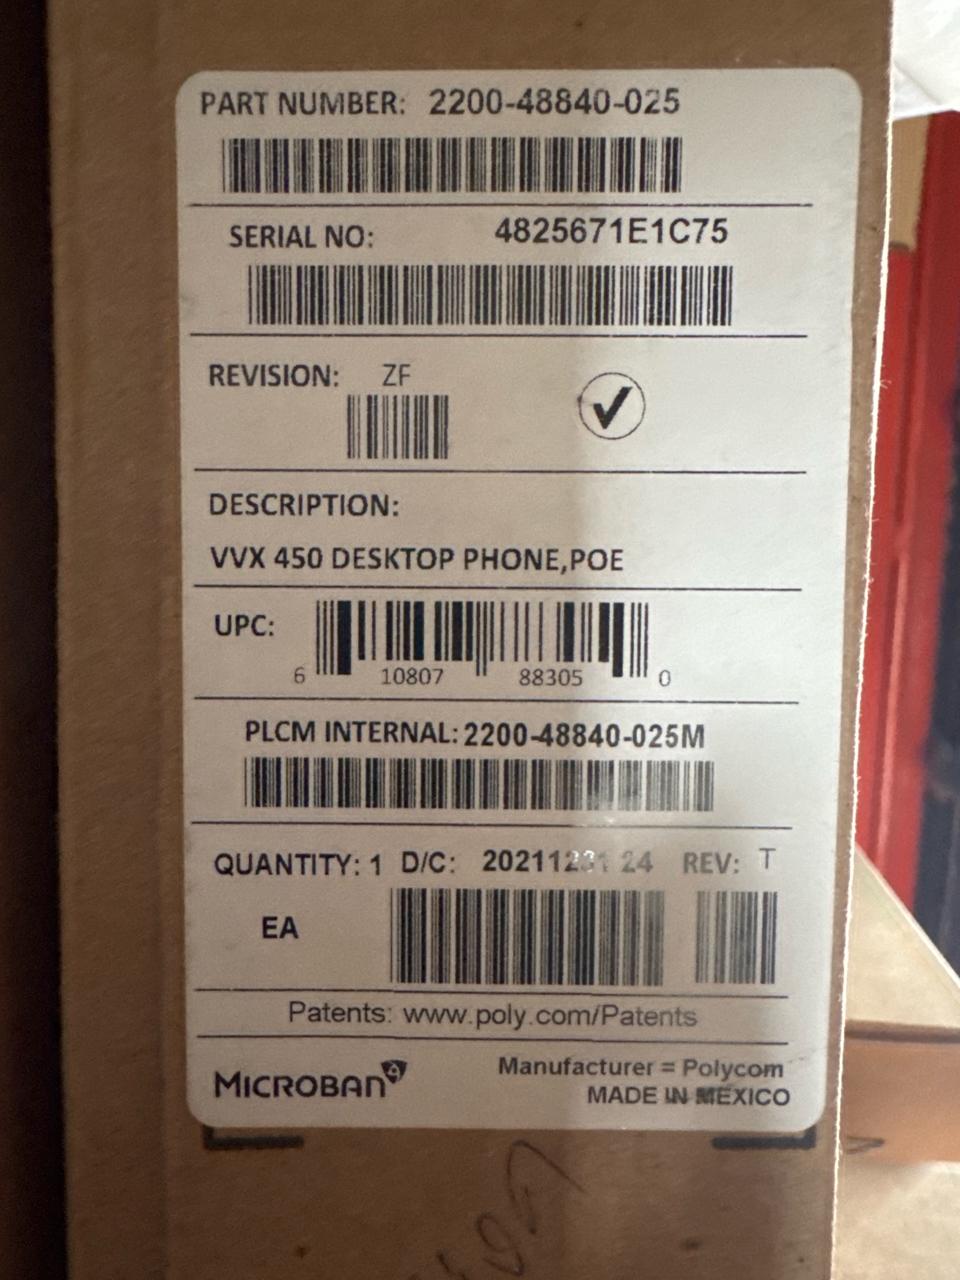 PART NUMBER: 2200-48840-025
SERIAL NO: 4825671E1C75
REVISION: ZF
DESCRIPTION:
VVX 450 DESKTOP PHONE,POE
UPC:
6 10807 88305 0
PLCM INTERNAL: 2200-48840-025M
QUANTITY: 1 D/C: 24 REV: T
EA
Patents: www.poly.com/Patents
MICROBAN
Manufacturer = Polycom
MADE IN MEXICO